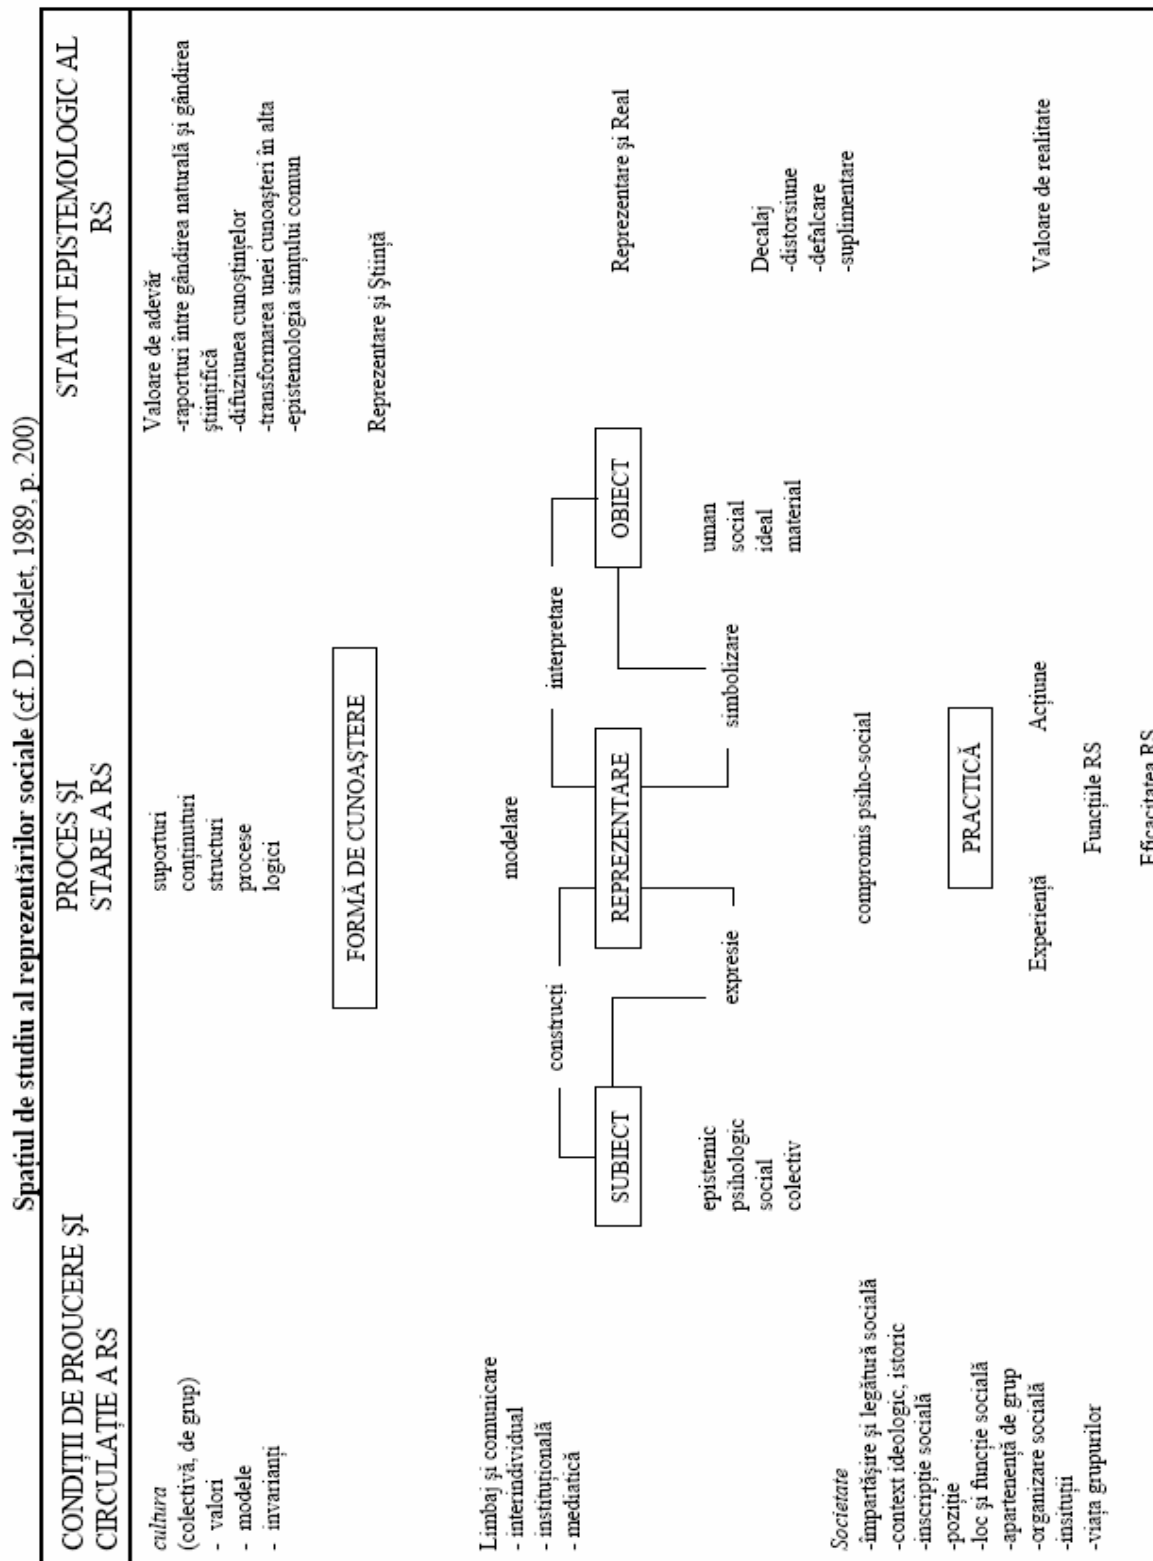 Spațiul de studiu al reprezentărilor sociale (cf. D. Jodelet, 1989, p. 200)
CONDIȚII DE PROUCERE ȘI
CIRCULAȚIE A RS
cultura
(colectivă, de grup)
- valori
- modele
- invarianți
Limbaj și comunicare
- interindividual
- instituțională
- mediatică
Societate
-împartășire și legătură socială
-context ideologic, istoric
-inscripție socială
-poziție
-loc și funcție socială
-apartenență de grup
-organizare socială
-insituții
-viața grupurilor
PROCES ȘI
STARE A RS
suporturi
conținuturi
structuri
procese
logici
FORMĂ DE CUNOAȘTERE
modelare
constructi
interpretare
SUBIECT
REPREZENTARE
OBIECT
expresie
simbolizare
epistemic
psihologic
social
colectiv
uman
social
ideal
material
compromis psiho-social
PRACTICĂ
Experiență
Acțiune
Funcțiile RS
Eficacitatea RS
STATUT EPISTEMOLOGIC AL
RS
Valoare de adevăr
-raporturi între gândirea naturală și gândirea
științifică
-difuziunea cunoștințelor
-transformarea unei cunoașteri în alta
-epistemologia simțului comun
Reprezentare și Știință
Reprezentare și Real
Decalaj
-distorsiune
-defalcare
-suplimentare
Valoare de realitate